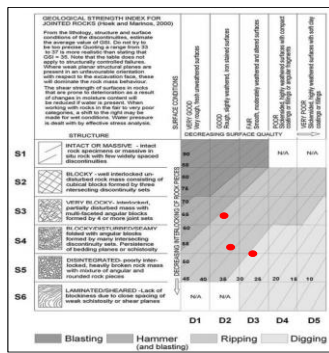 GEOLOGICAL STRENGTH INDEX FOR
JOINTED ROCKS (Hoek and Marinos, 2000)
From the lithology, structure and surface
conditions of the discontinuities, estimate
the average value of GSI. Do not try to
be too precise. Quoting a range from 33
to 37 is more realistic than stating that
GSI = 35. Note that the table does not
apply to structurally controlled failures.
Where weak planar structural planes are
present in an unfavourable orientation
with respect to the excavation face, these
will dominate the rock mass behaviour.
The shear strength of surfaces in rocks
that are prone to deterioration as a result
of changes in moisture content will be
reduced if water is present. When
working with rocks in the fair to very poor
categories, a shift to the right may be
made for wet conditions. Water pressure
is dealt with by effective stress analysis.
SURFACE CONDITIONS
VERY GOOD
Very rough, fresh unweathered surfaces
GOOD
Rough, slightly weathered, iron stained surfaces
FAIR
Smooth, moderately weathered and altered surfaces
POOR
Slickensided, highly weathered surfaces with compact
coatings or fillings or angular fragments
VERY POOR
Slickensided, highly weathered surfaces with soft clay
coatings or fillings
STRUCTURE
DECREASING SURFACE QUALITY
S1
INTACT OR MASSIVE - intact
rock specimens or massive in
situ rock with few widely spaced
discontinuities
90
N/A
N/A
S2
BLOCKY - well interlocked un-
disturbed rock mass consisting
of cubical blocks formed by three
intersecting discontinuity sets
S3
VERY BLOCKY- interlocked,
partially disturbed mass with
multi-faceted angular blocks
formed by 4 or more joint sets
S4
BLOCKY/DISTURBED/SEAMY
- folded with angular blocks
formed by many intersecting
discontinuity sets. Persistence
of bedding planes or schistosity
S5
DISINTEGRATED- poorly inter-
locked, heavily broken rock mass
with mixture of angular and
rounded rock pieces
S6
LAMINATED/SHEARED -Lack of
blockiness due to close spacing of
weak schistosity or shear planes
DECREASING INTERLOCKING OF ROCK PIECES
N/A
N/A
D1 D2 D3 D4 D5
Blasting
Hammer
(and blasting)
Ripping
Digging